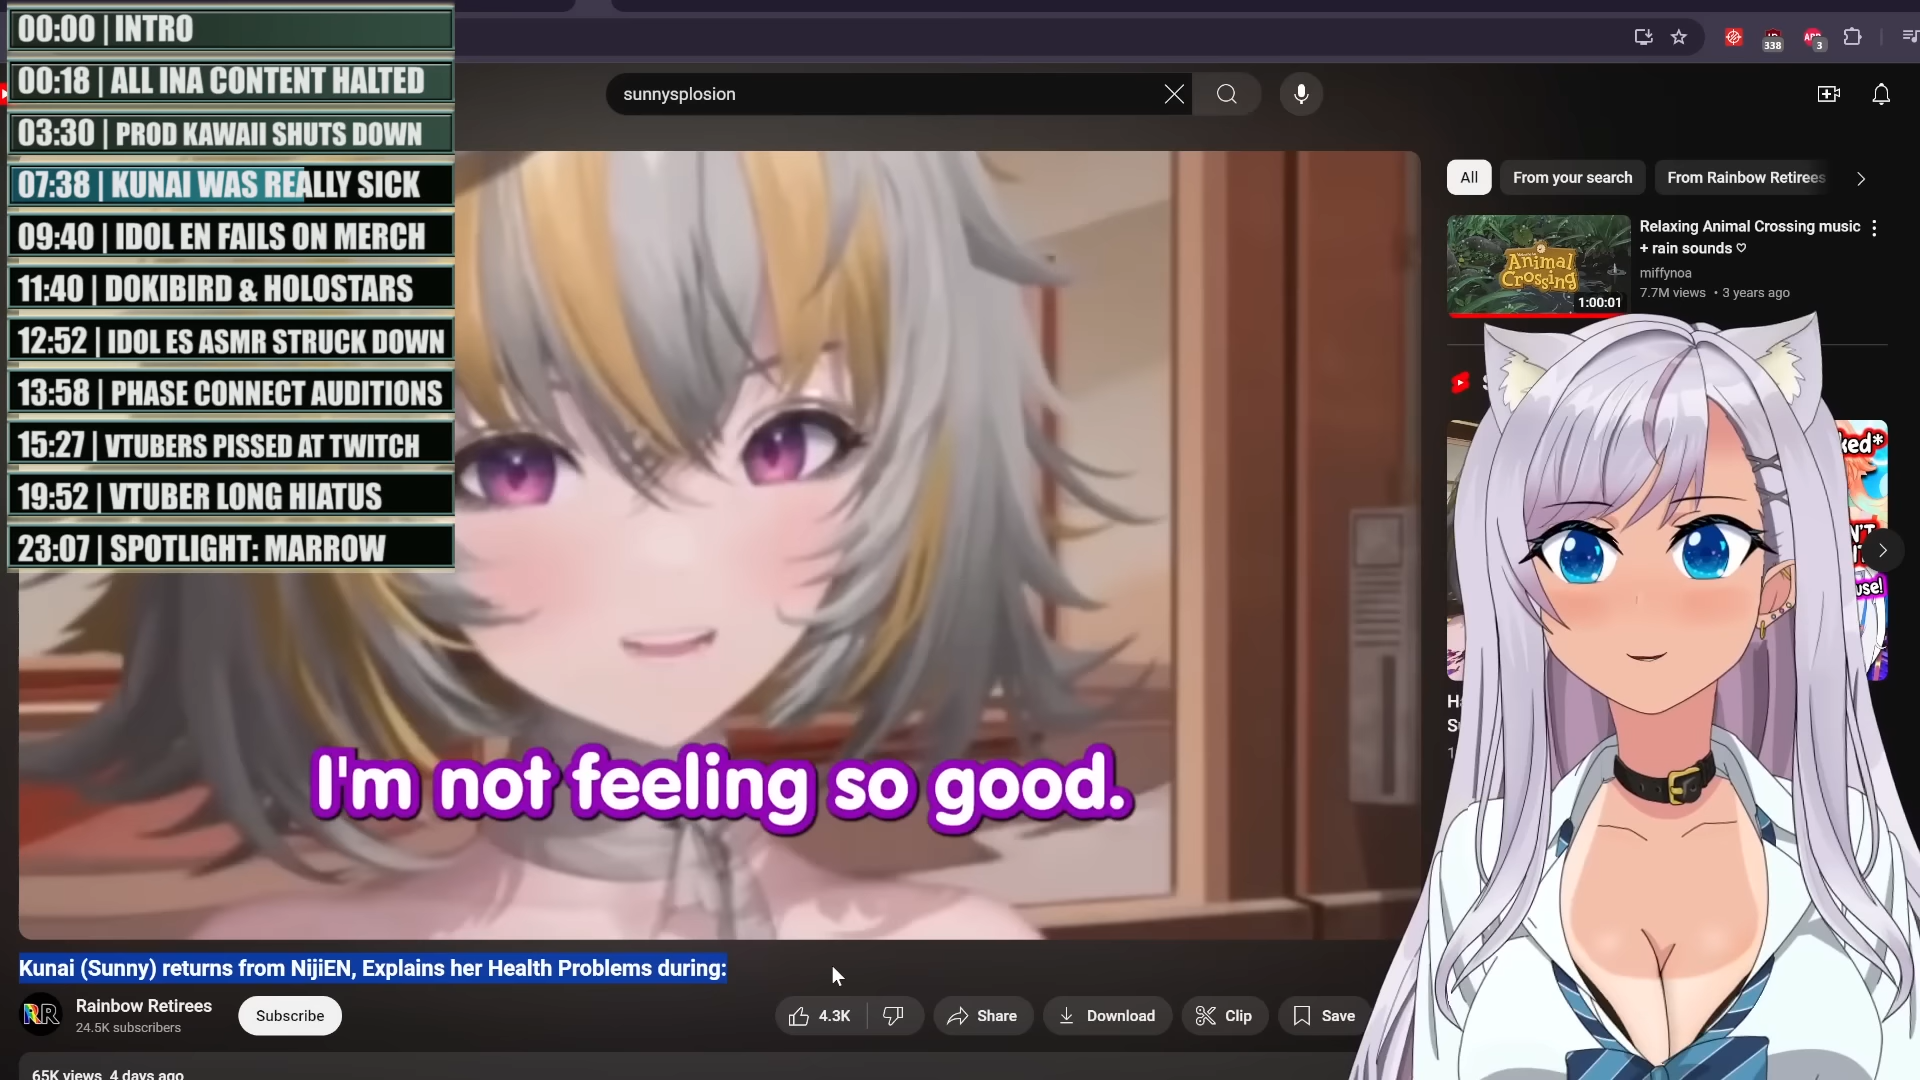 00:00 | INTRO
00:18 | ALL INA CONTENT HALTED
03:30 | PROD KAWAII SHUTS DOWN
07:38 | KUNAI WAS REALLY SICK
09:40 | IDOL EN FAILS ON MERCH
11:40 | DOKIBIRD & HOLOSTARS
12:52 | IDOL ES ASMR STRUCK DOWN
13:58 | PHASE CONNECT AUDITIONS
15:27 | VTUBERS PISSED AT TWITCH
19:52 | VTUBER LONG HIATUS
23:07 | SPOTLIGHT: MARROW
sunnysplosion
338
3
All
From your search
From Rainbow Retirees
Relaxing Animal Crossing music
+ rain sounds ♡
miffynoa
7.7M views • 3 years ago
Animal
Crossing
1:00:01
I'm not feeling so good.
Kunai (Sunny) returns from NijiEN, Explains her Health Problems during:
RR
Rainbow Retirees
24.5K subscribers
Subscribe
4.3K
Share
Download
Clip
Save
65K views 4 days ago